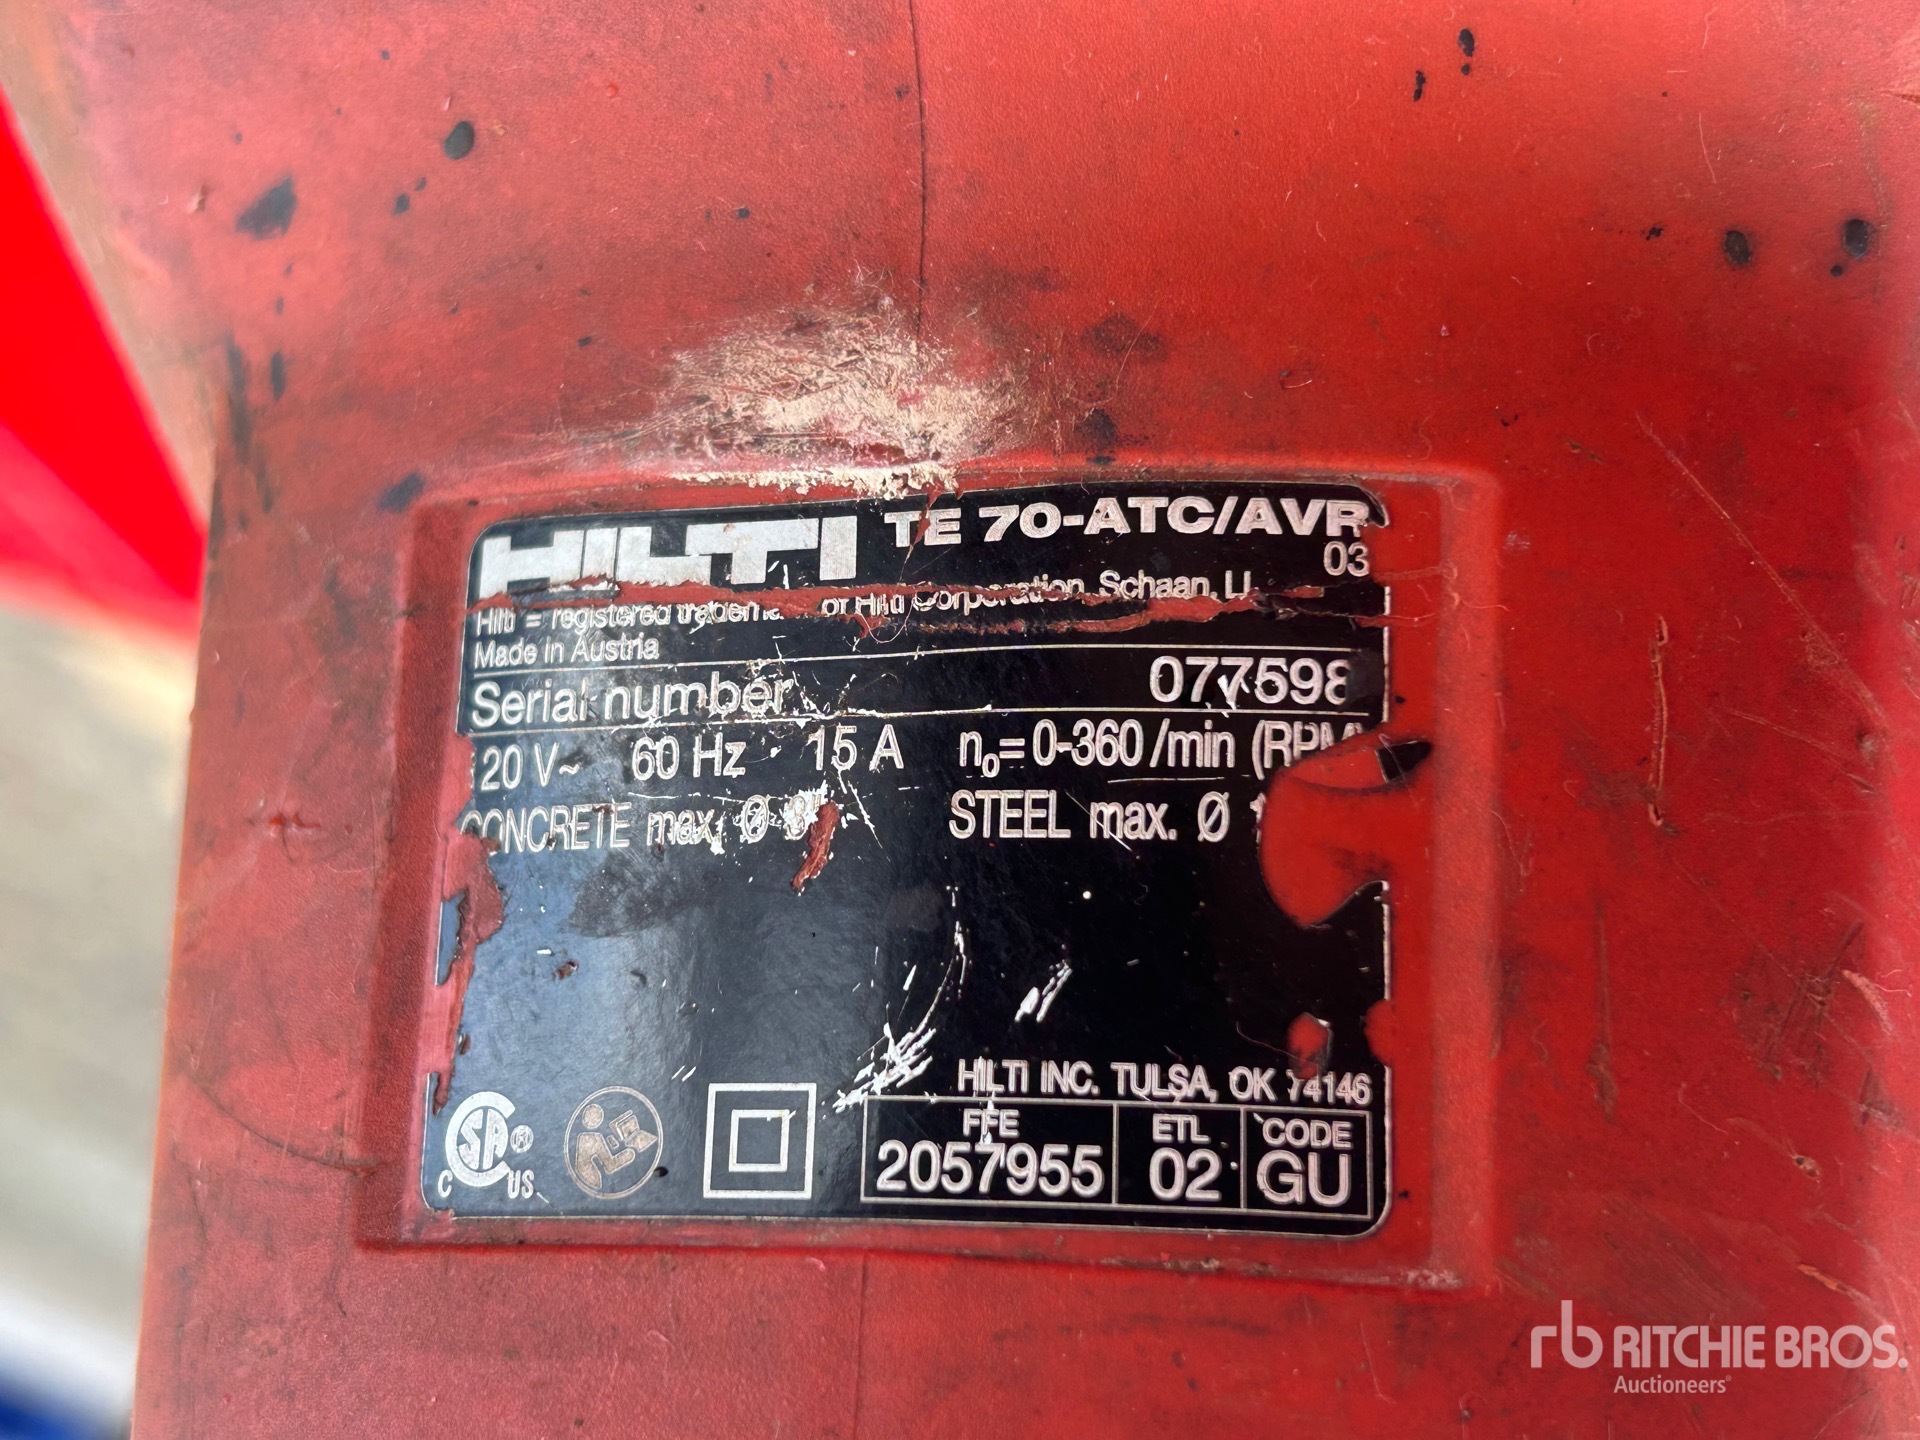 HILTI TE 70-ATC/AVR
03
Hilti = registered of Hilti Corporation, Schaan, LI
Made in Austria
Serial number 077598
20 V~ 60 Hz 15 A n₀=0-360/min (RPM)
CONCRETE max. Ø STEEL max. Ø
HILTI INC. TULSA, OK 74146
ETL CODE
2057955 02 GU
CSA®
C US
rb RITCHIE BROS.
Auctioneers